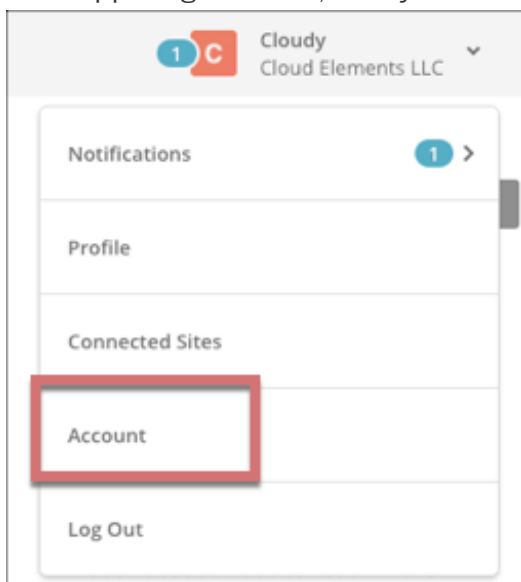 1 C Cloudy
Cloud Elements LLC
Notifications 1
Profile
Connected Sites
Account
Log Out